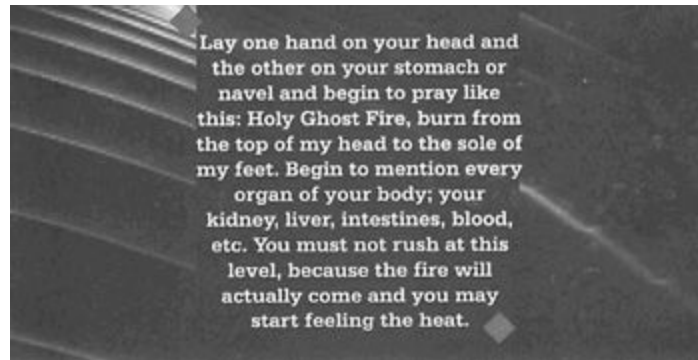 Lay one hand on your head and
the other on your stomach or
navel and begin to pray like
this: Holy Ghost Fire, burn from
the top of my head to the sole of
my feet. Begin to mention every
organ of your body; your
kidney, liver, intestines, blood,
etc. You must not rush at this
level, because the fire will
actually come and you may
start feeling the heat.